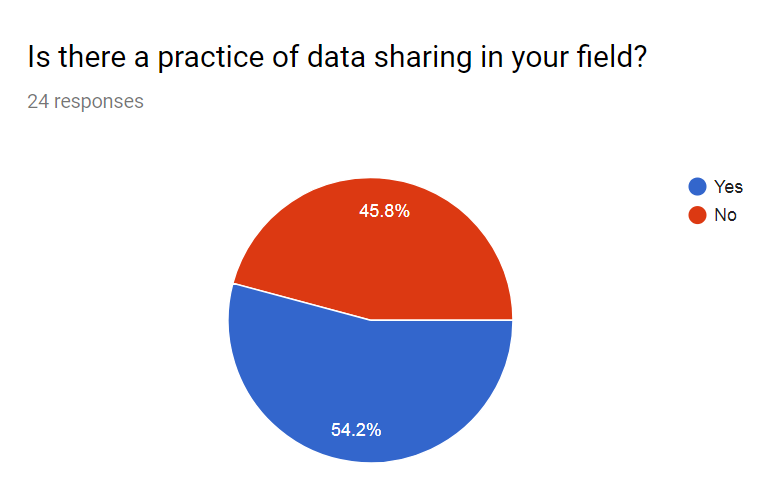 Is there a practice of data sharing in your field?
24 responses
Yes
No
45.8%
54.2%